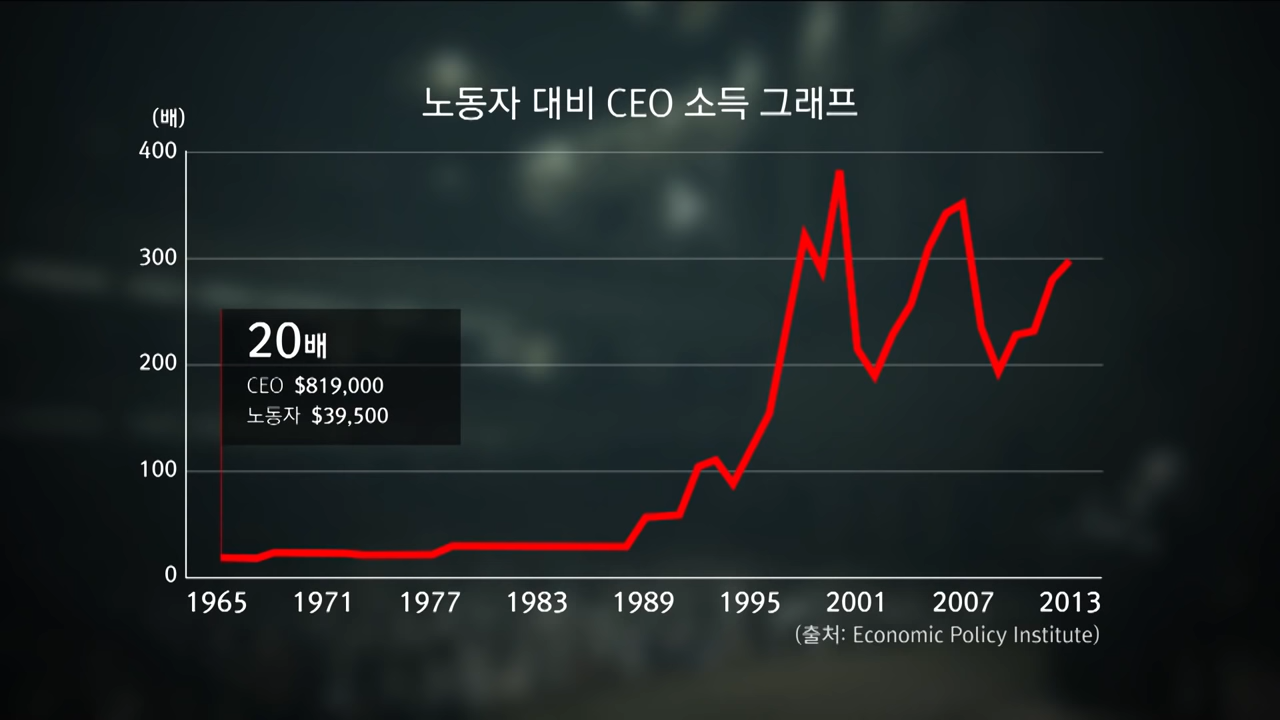 노동자 대비 CEO 소득 그래프
(배)
400
300
200
100
0
20배
CEO $819,000
노동자 $39,500
1965 1971 1977 1983 1989 1995 2001 2007 2013
(출처: Economic Policy Institute)